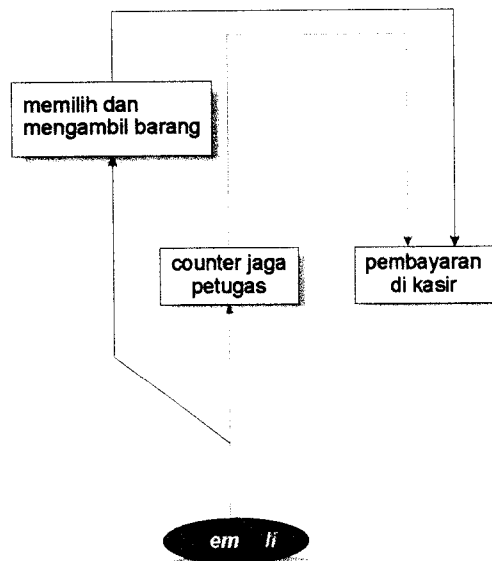 memilih dan
mengambil barang
counter jaga
petugas
pembayaran
di kasir